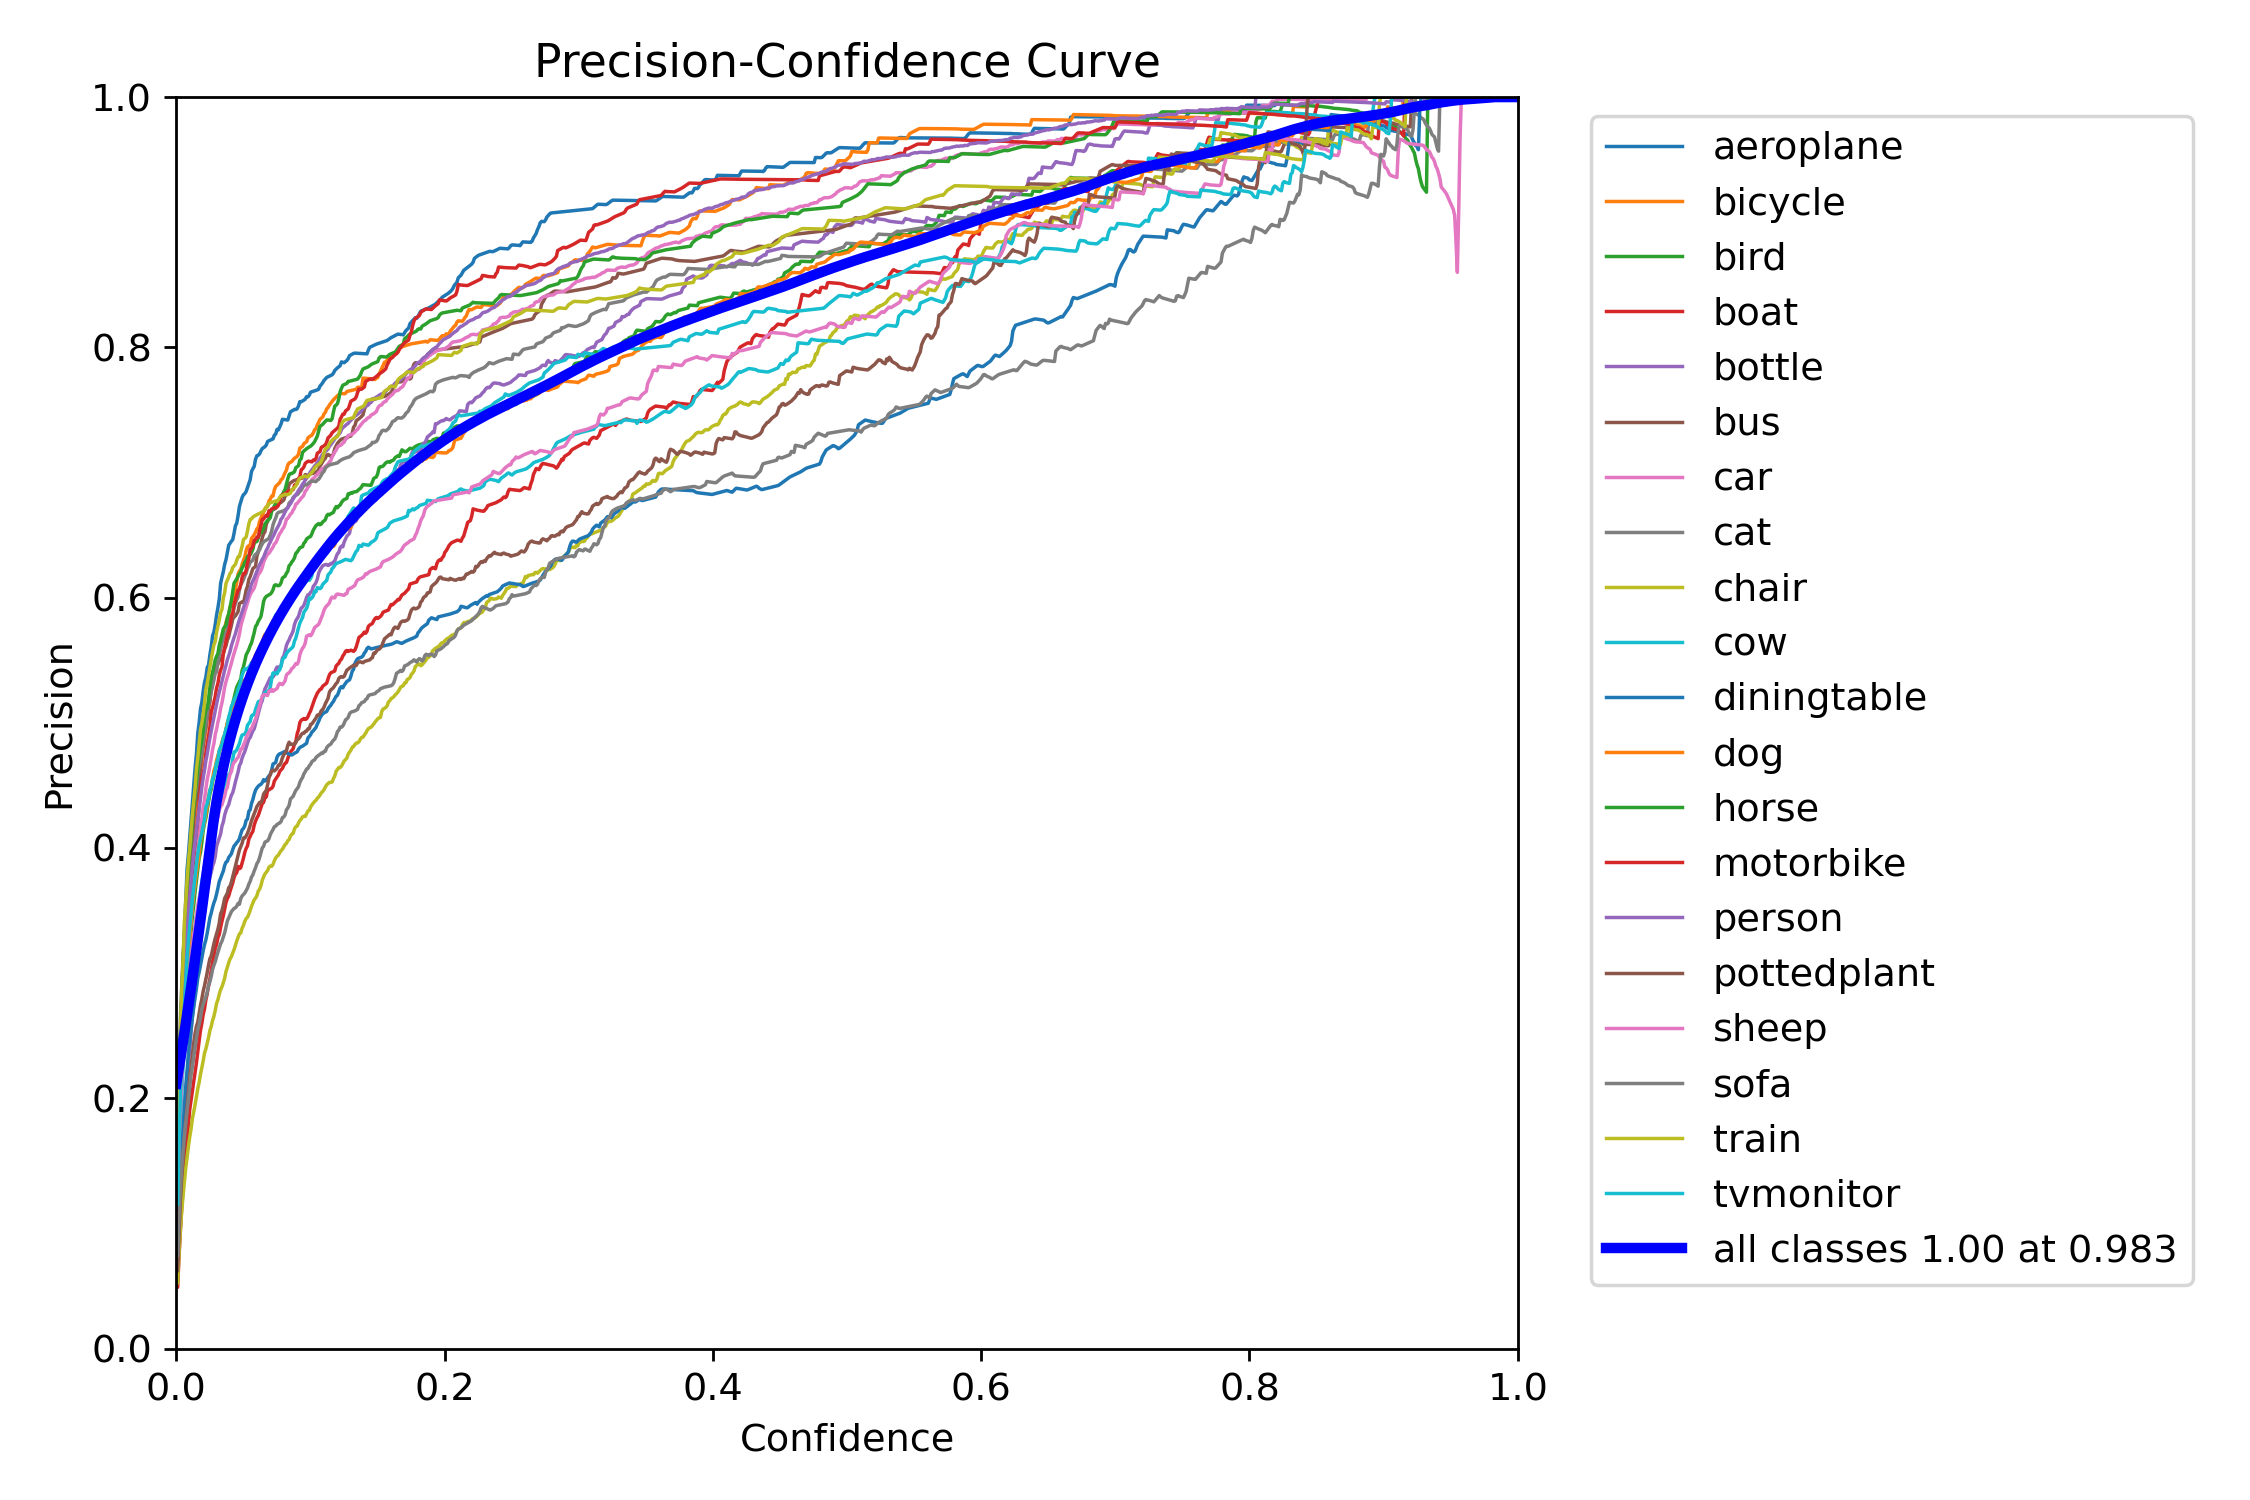 Precision-Confidence Curve
1.0
0.8
0.6
0.4
0.2
0.0
Precision
0.0 0.2 0.4 0.6 0.8 1.0
Confidence
aeroplane
bicycle
bird
boat
bottle
bus
car
cat
chair
cow
diningtable
dog
horse
motorbike
person
pottedplant
sheep
sofa
train
tvmonitor
all classes 1.00 at 0.983